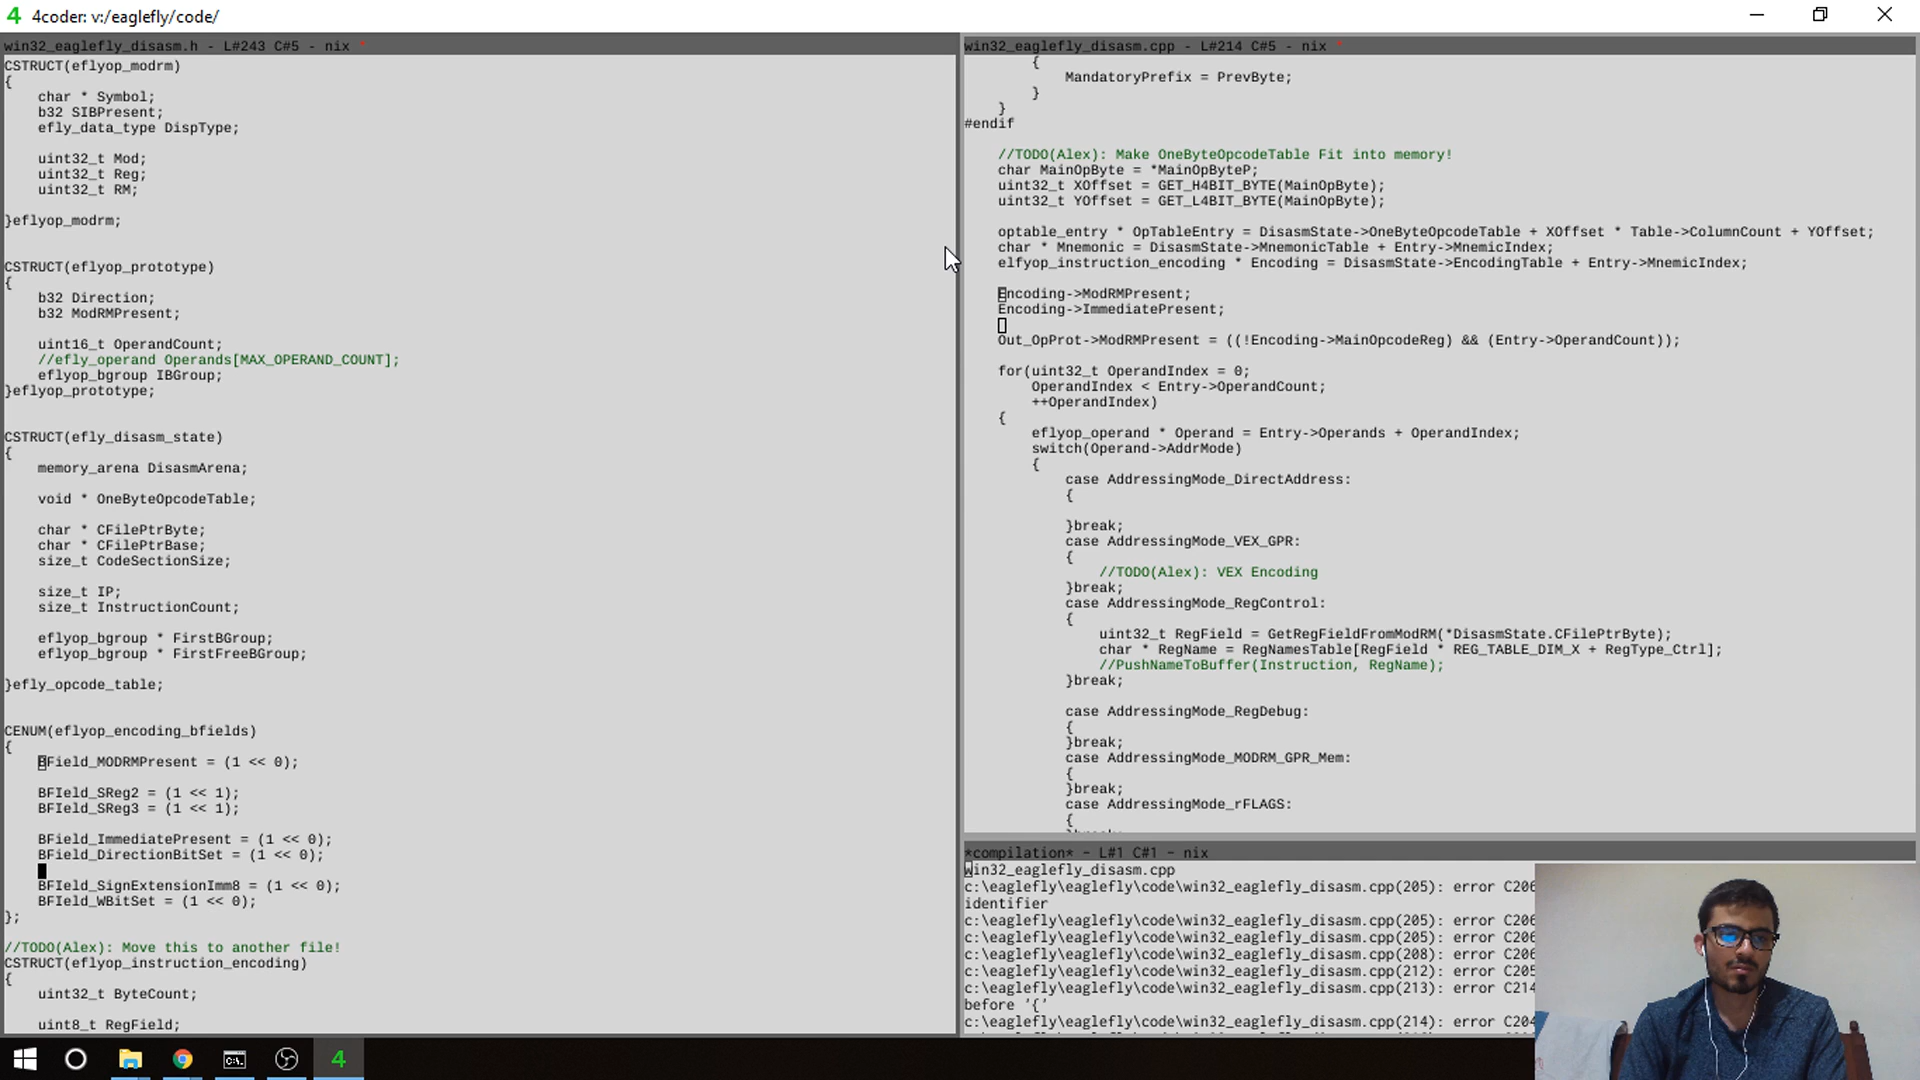 4 4coder: v:/eaglefly/code/
win32_eaglefly_disasm.h - L#243 C#5 - nix *
CSTRUCT(eflyop_modrm)
{
char * Symbol;
b32 SIBPresent;
efly_data_type DispType;
uint32_t Mod;
uint32_t Reg;
uint32_t RM;
}eflyop_modrm;
CSTRUCT(eflyop_prototype)
{
b32 Direction;
b32 ModRMPresent;
uint16_t OperandCount;
//efly_operand Operands[MAX_OPERAND_COUNT];
eflyop_bgroup IBGroup;
}eflyop_prototype;
CSTRUCT(efly_disasm_state)
{
memory_arena DisasmArena;
void * OneByteOpcodeTable;
char * CFilePtrByte;
char * CFilePtrBase;
size_t CodeSectionSize;
size_t IP;
size_t InstructionCount;
eflyop_bgroup * FirstBGroup;
eflyop_bgroup * FirstFreeBGroup;
}efly_opcode_table;
CENUM(eflyop_encoding_bfields)
{
BField_MODRMPresent = (1 << 0);
BFIeld_SReg2 = (1 << 1);
BFIeld_SReg3 = (1 << 1);
BField_ImmediatePresent = (1 << 0);
BField_DirectionBitSet = (1 << 0);
BFIeld_SignExtensionImm8 = (1 << 0);
BFIeld_WBitSet = (1 << 0);
};
//TODO(Alex): Move this to another file!
CSTRUCT(eflyop_instruction_encoding)
{
uint32_t ByteCount;
uint8_t RegField;
win32_eaglefly_disasm.cpp - L#214 C#5 - nix *
{
MandatoryPrefix = PrevByte;
}
}
#endif
//TODO(Alex): Make OneByteOpcodeTable Fit into memory!
char MainOpByte = *MainOpByteP;
uint32_t XOffset = GET_H4BIT_BYTE(MainOpByte);
uint32_t YOffset = GET_L4BIT_BYTE(MainOpByte);
optable_entry * OpTableEntry = DisasmState->OneByteOpcodeTable + XOffset * Table->ColumnCount + YOffset;
char * Mnemonic = DisasmState->MnemonicTable + Entry->MnemicIndex;
elfyop_instruction_encoding * Encoding = DisasmState->EncodingTable + Entry->MnemicIndex;
Encoding->ModRMPresent;
Encoding->ImmediatePresent;
Out_OpProt->ModRMPresent = ((!Encoding->MainOpcodeReg) && (Entry->OperandCount));
for(uint32_t OperandIndex = 0;
OperandIndex < Entry->OperandCount;
++OperandIndex)
{
eflyop_operand * Operand = Entry->Operands + OperandIndex;
switch(Operand->AddrMode)
{
case AddressingMode_DirectAddress:
{
}break;
case AddressingMode_VEX_GPR:
{
//TODO(Alex): VEX Encoding
}break;
case AddressingMode_RegControl:
{
uint32_t RegField = GetRegFieldFromModRM(*DisasmState.CFilePtrByte);
char * RegName = RegNamesTable[RegField * REG_TABLE_DIM_X + RegType_Ctrl];
//PushNameToBuffer(Instruction, RegName);
}break;
case AddressingMode_RegDebug:
{
}break;
case AddressingMode_MODRM_GPR_Mem:
{
}break;
case AddressingMode_rFLAGS:
{
*compilation* - L#1 C#1 - nix
win32_eaglefly_disasm.cpp
c:\eaglefly\eaglefly\code\win32_eaglefly_disasm.cpp(205): error C206
identifier
c:\eaglefly\eaglefly\code\win32_eaglefly_disasm.cpp(205): error C206
c:\eaglefly\eaglefly\code\win32_eaglefly_disasm.cpp(205): error C206
c:\eaglefly\eaglefly\code\win32_eaglefly_disasm.cpp(208): error C206
c:\eaglefly\eaglefly\code\win32_eaglefly_disasm.cpp(212): error C205
c:\eaglefly\eaglefly\code\win32_eaglefly_disasm.cpp(213): error C214
before '{'
c:\eaglefly\eaglefly\code\win32_eaglefly_disasm.cpp(214): error C204
4